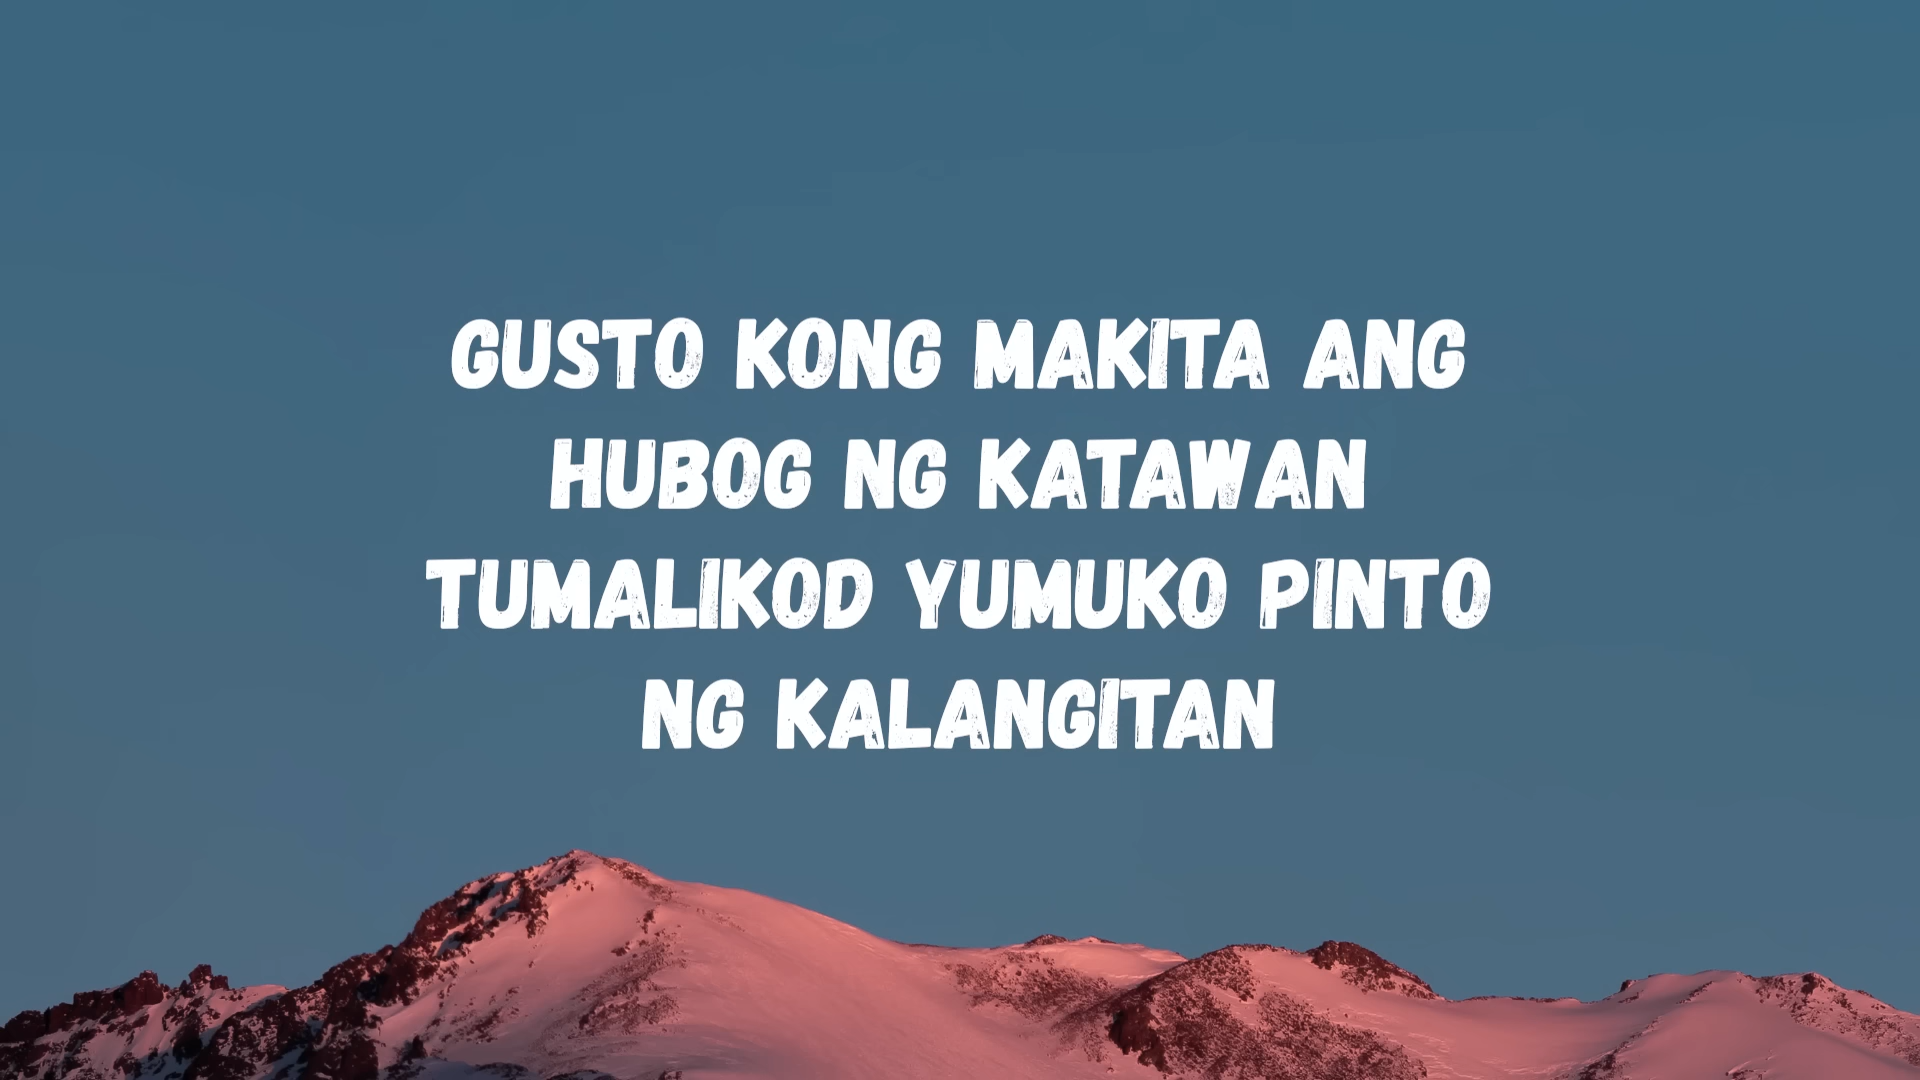 GUSTO KONG MAKITA ANG
HUBOG NG KATAWAN
TUMALIKOD YUMUKO PINTO
NG KALANGITAN